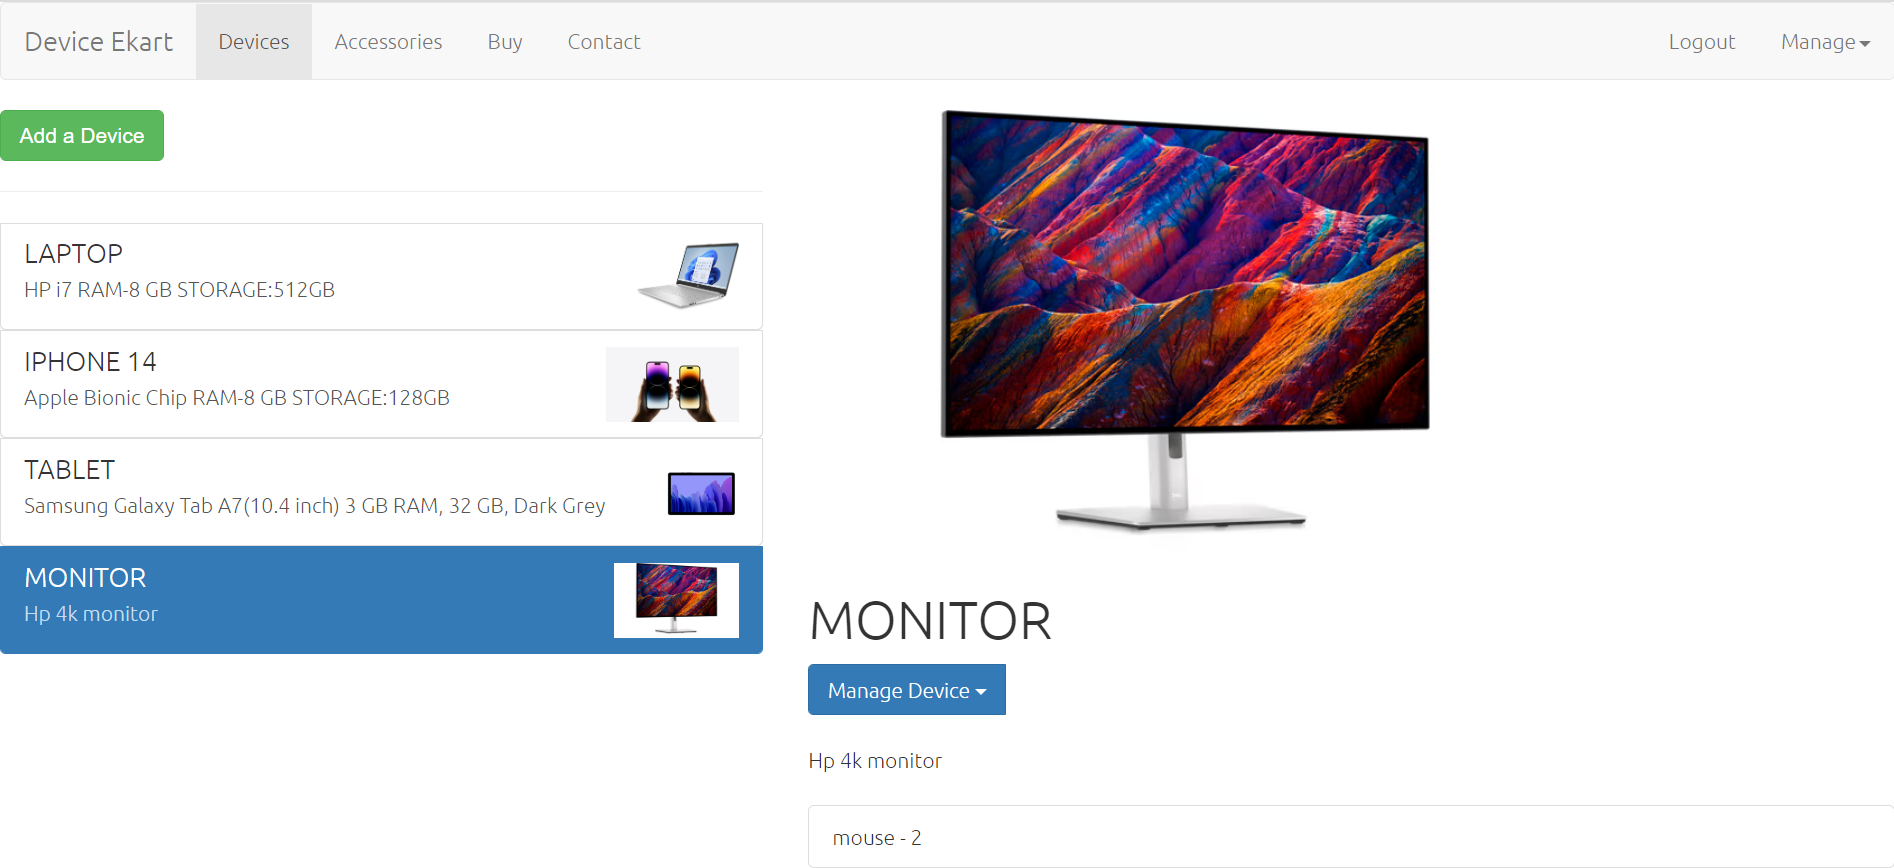 Device Ekart Devices Accessories Buy Contact Logout Manage
Add a Device
LAPTOP
HP i7 RAM-8 GB STORAGE:512GB
IPHONE 14
Apple Bionic Chip RAM-8 GB STORAGE:128GB
TABLET
Samsung Galaxy Tab A7(10.4 inch) 3 GB RAM, 32 GB, Dark Grey
MONITOR
Hp 4k monitor
MONITOR
Manage Device
Hp 4k monitor
mouse - 2